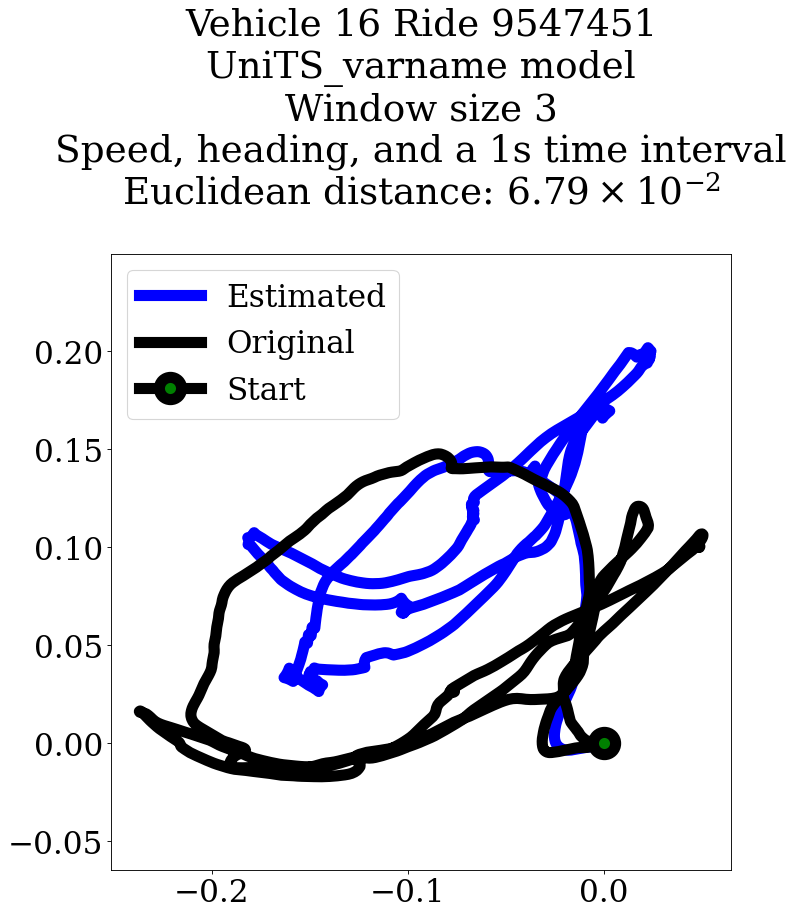 Vehicle 16 Ride 9547451
UniTS_varname model
Window size 3
Speed, heading, and a 1s time interval
Euclidean distance: 6.79 × 10⁻²
Estimated
Original
Start
0.20
0.15
0.10
0.05
0.00
−0.05
−0.2
−0.1
0.0